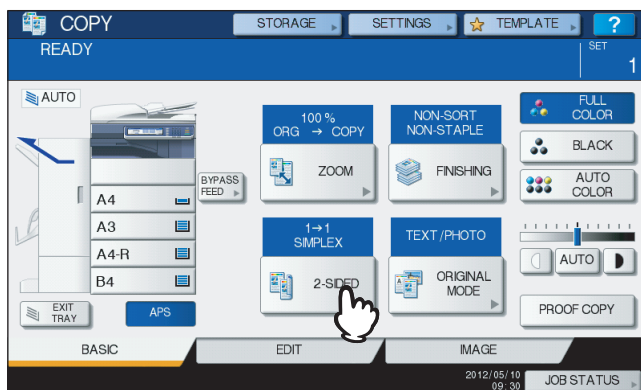 COPY
STORAGE
SETTINGS
TEMPLATE
?
READY
SET
1
AUTO
100 %
ORG → COPY
NON-SORT
NON-STAPLE
FULL
COLOR
BLACK
ZOOM
FINISHING
AUTO
COLOR
BYPASS
FEED
A4
A3
A4-R
B4
1→1
SIMPLEX
TEXT/PHOTO
2-SIDED
ORIGINAL
MODE
AUTO
EXIT
TRAY
APS
PROOF COPY
BASIC
EDIT
IMAGE
2012/05/10
09:30
JOB STATUS